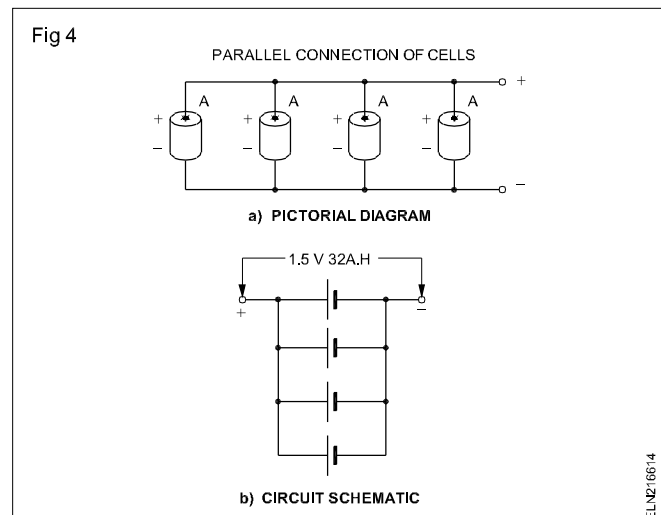 Fig 4
PARALLEL CONNECTION OF CELLS
+
A A A A
+ + + +
– – – –
–
a) PICTORIAL DIAGRAM
1.5 V 32A.H
+ –
b) CIRCUIT SCHEMATIC
ELN216614